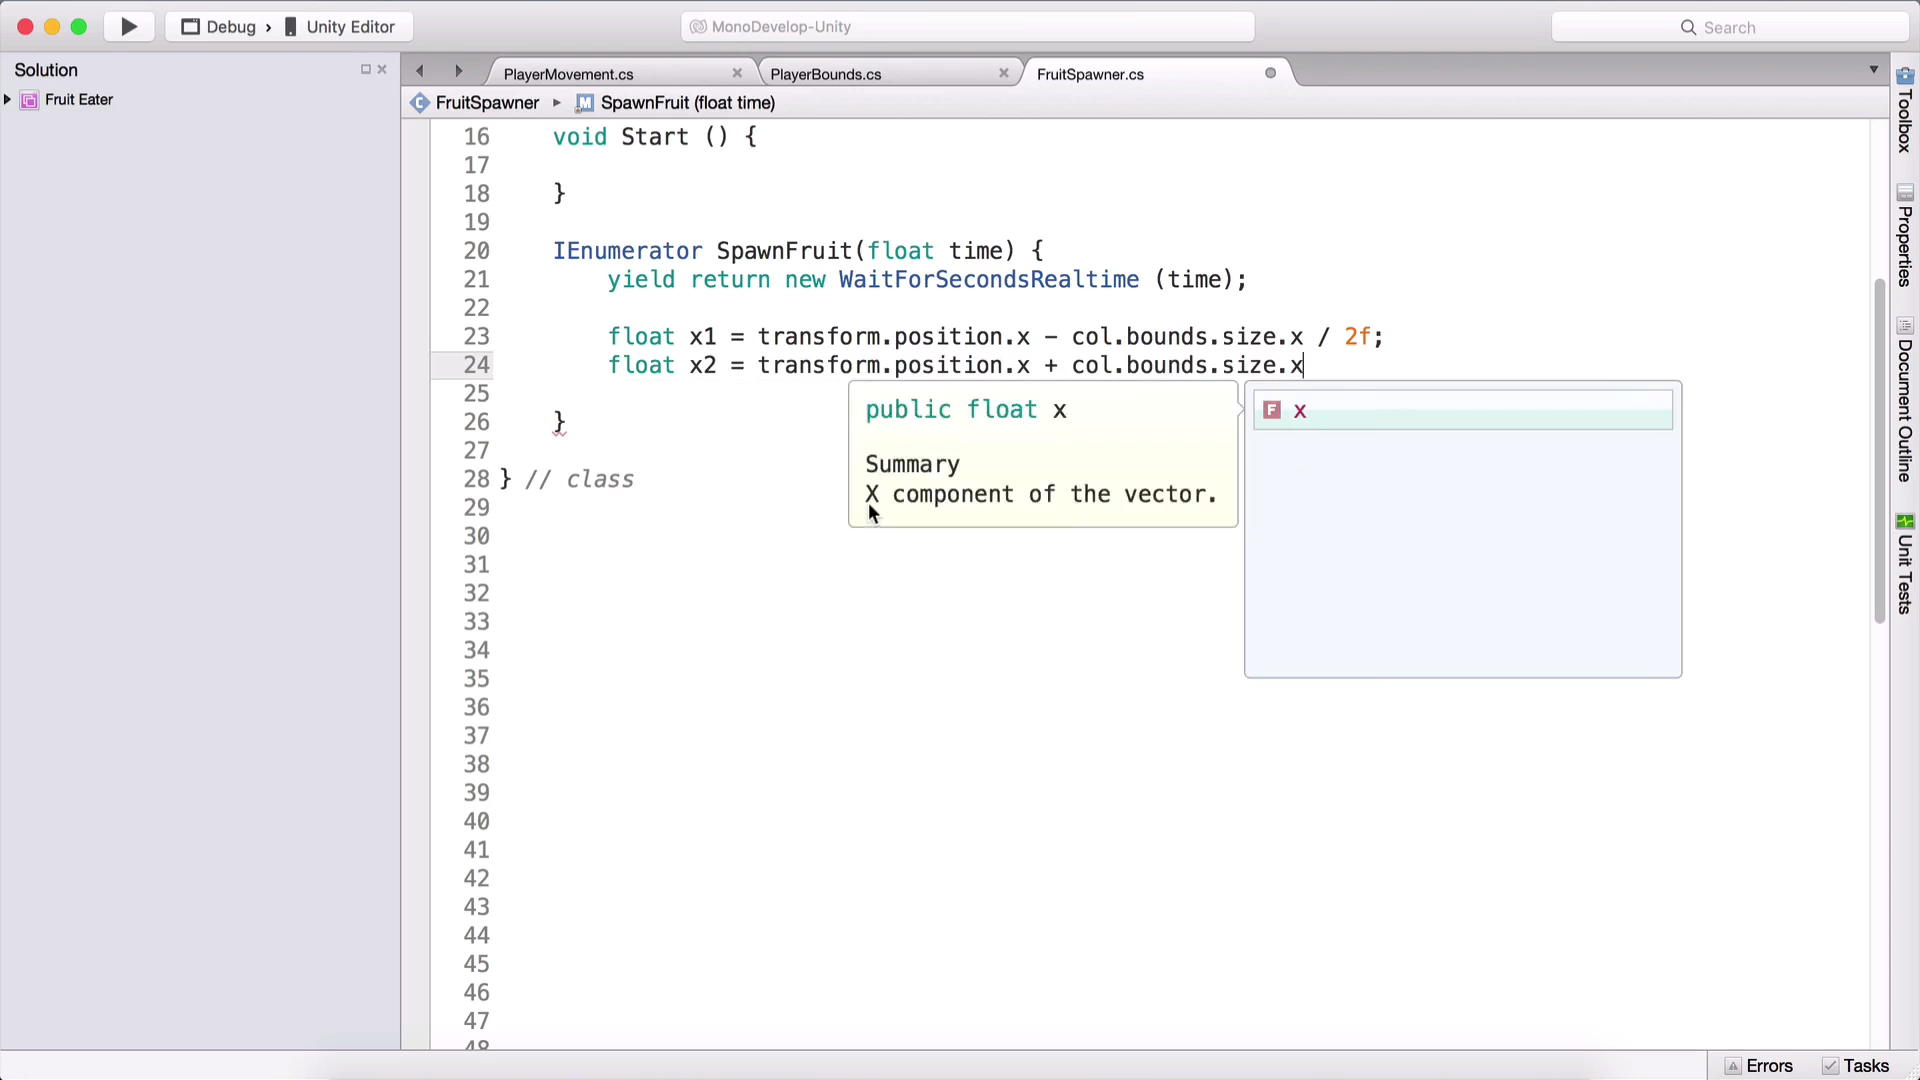 Debug › Unity Editor
MonoDevelop-Unity
Search
Solution
Fruit Eater
PlayerMovement.cs
PlayerBounds.cs
FruitSpawner.cs
FruitSpawner ▸ SpawnFruit (float time)
16 void Start () {
17
18 }
19
20 IEnumerator SpawnFruit(float time) {
21 yield return new WaitForSecondsRealtime (time);
22
23 float x1 = transform.position.x - col.bounds.size.x / 2f;
24 float x2 = transform.position.x + col.bounds.size.x
25
26 }
27
28 } // class
29
30
31
32
33
34
35
36
37
38
39
40
41
42
43
44
45
46
47
48
public float x
Summary
X component of the vector.
F x
Toolbox
Properties
Document Outline
Unit Tests
Errors
Tasks